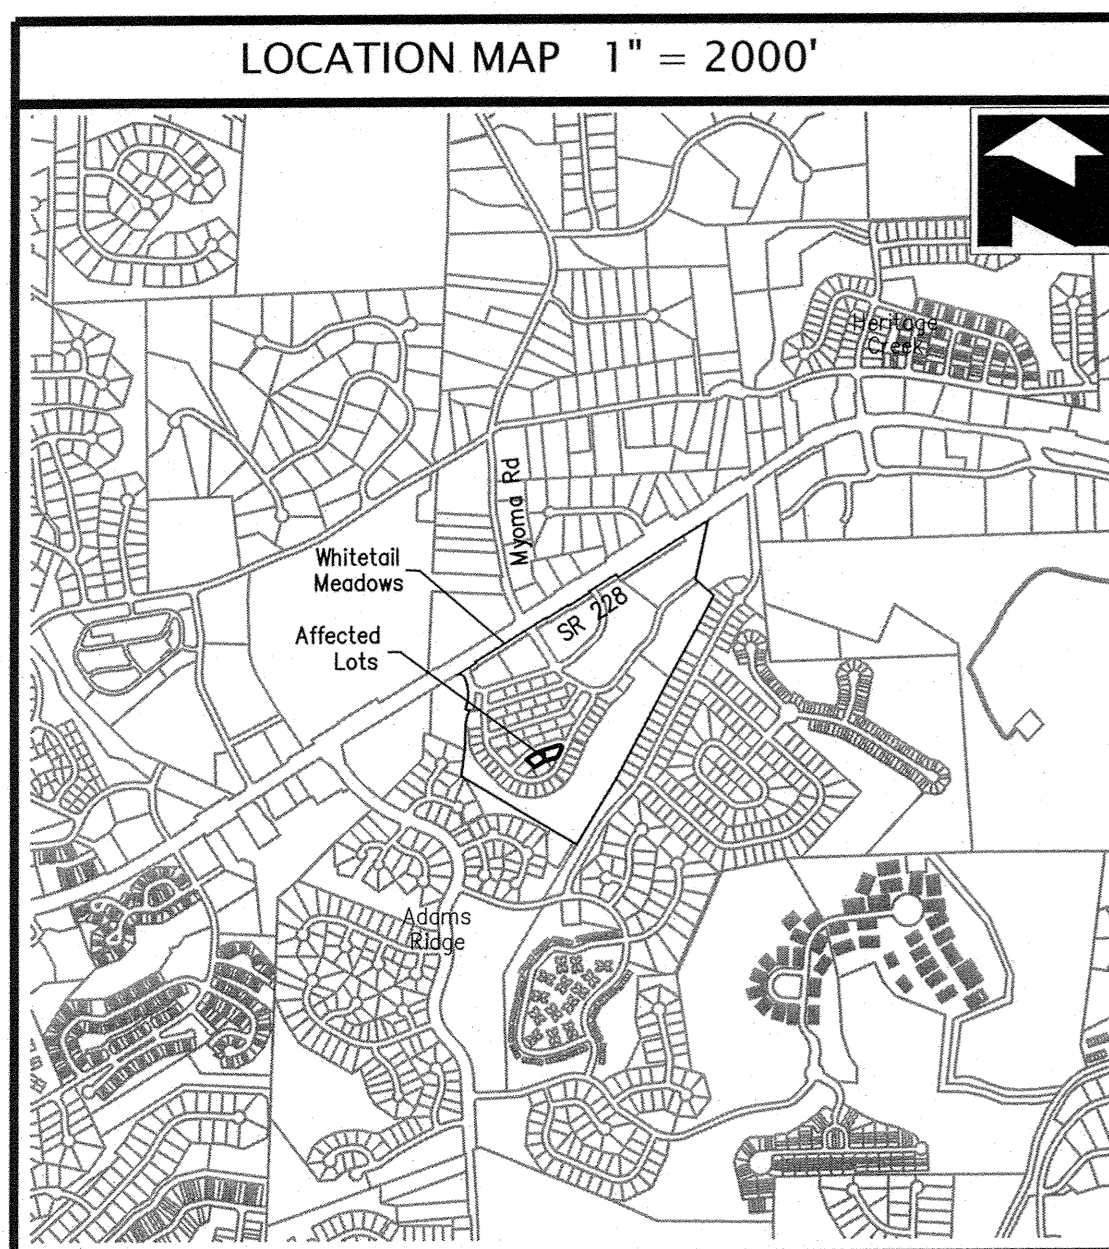 LOCATION MAP 1" = 2000'
N
Heritage
Creek
Myoma Rd
Whitetail
Meadows
SR 228
Affected
Lots
Adams
Ridge